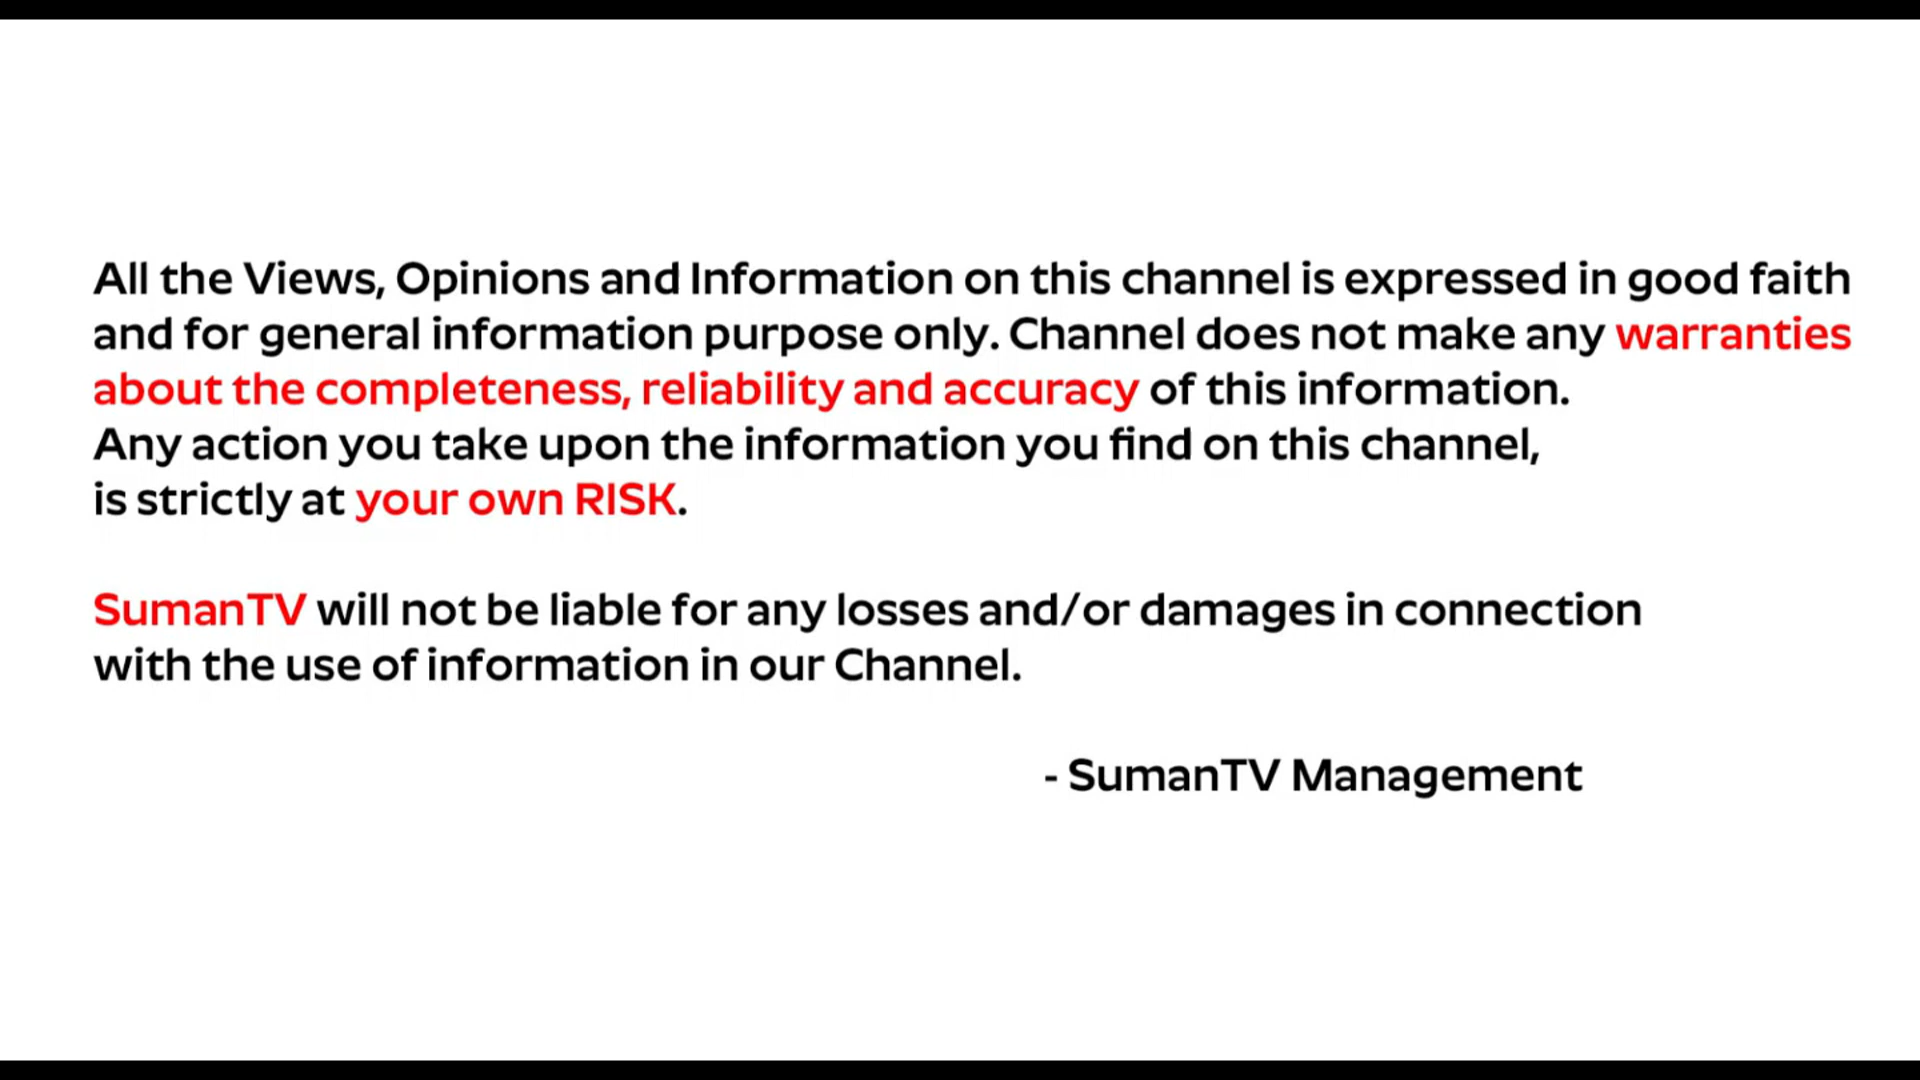 All the Views, Opinions and Information on this channel is expressed in good faith
and for general information purpose only. Channel does not make any warranties
about the completeness, reliability and accuracy of this information.
Any action you take upon the information you find on this channel,
is strictly at your own RISK.
SumanTV will not be liable for any losses and/or damages in connection
with the use of information in our Channel.
- SumanTV Management